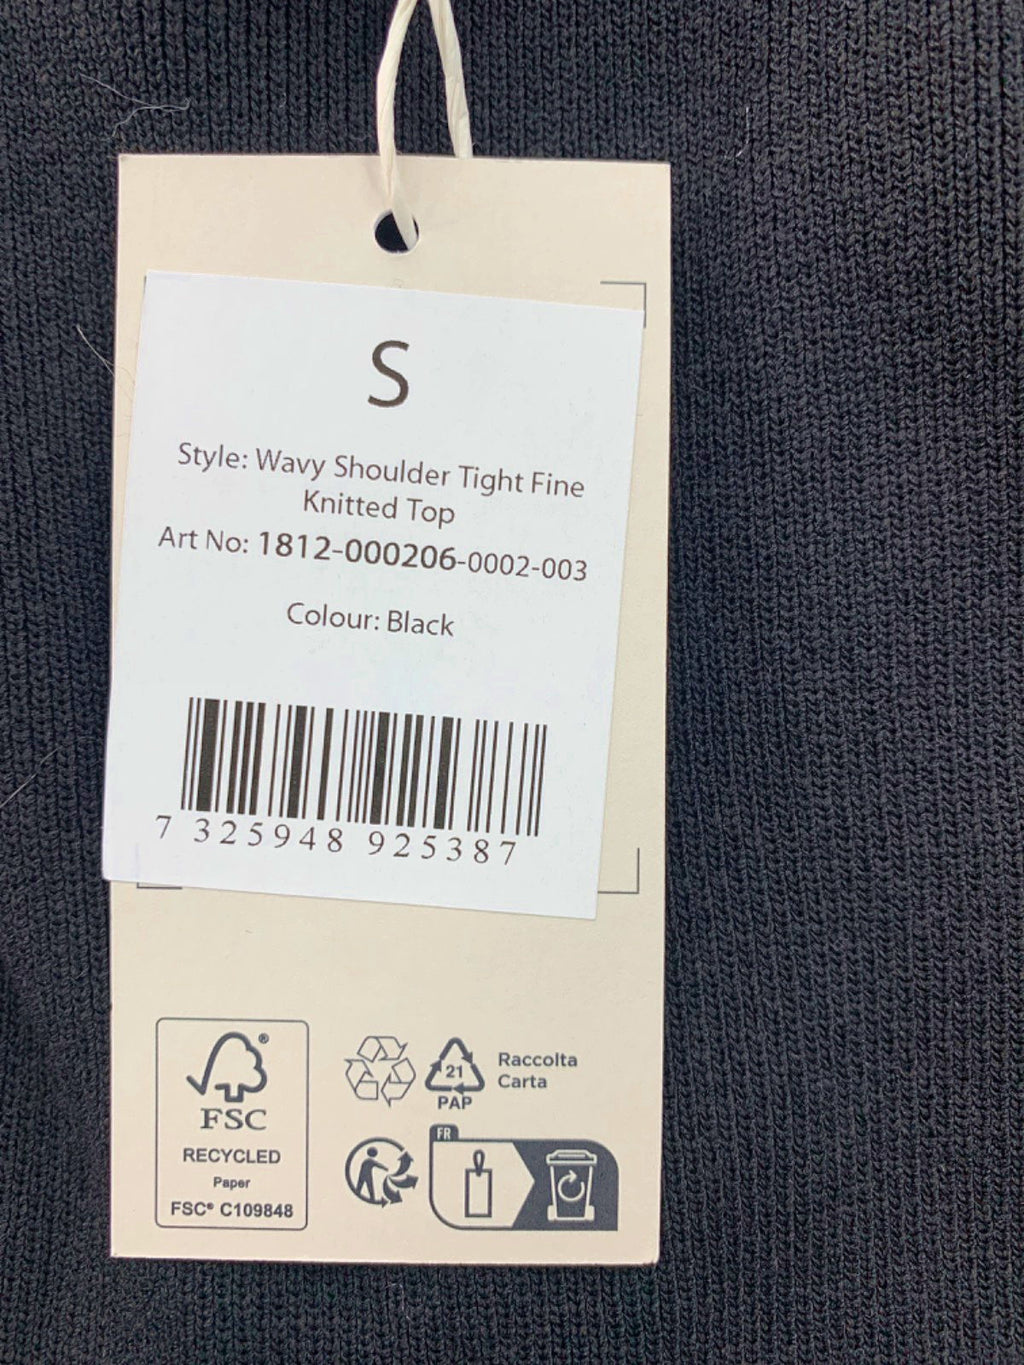 S
Style: Wavy Shoulder Tight Fine
Knitted Top
Art No: 1812-000206-0002-003
Colour: Black
7 325948 925387
FSC®
RECYCLED
Paper
FSC® C109848
21
PAP
Raccolta
Carta
FR